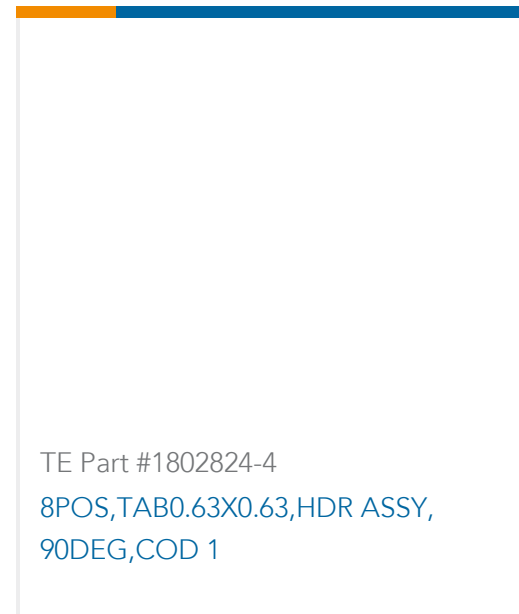 TE Part #1802824-4
8POS,TAB0.63X0.63,HDR ASSY,
90DEG,COD 1